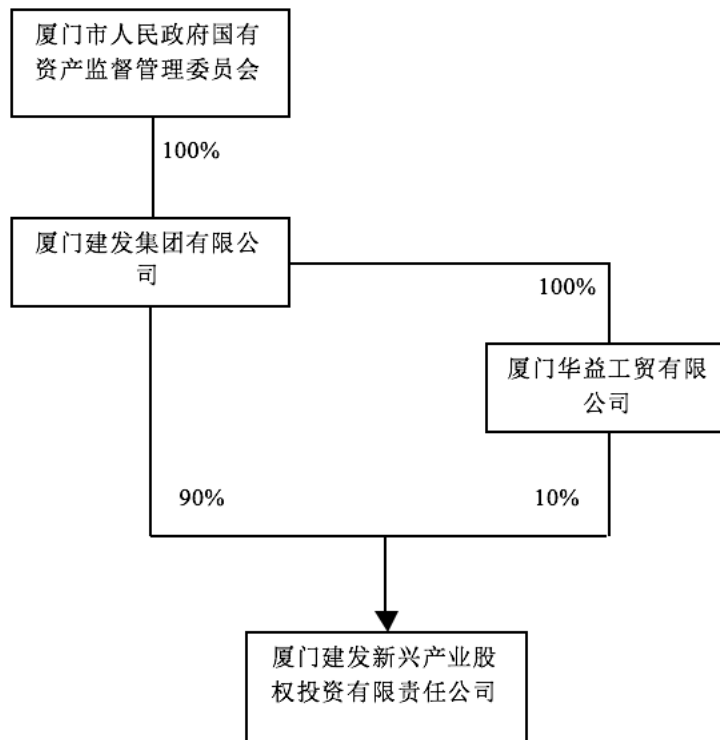 厦门市人民政府国有
资产监督管理委员会
100%
厦门建发集团有限公
司
100%
厦门华益工贸有限
公司
90%
10%
厦门建发新兴产业股
权投资有限责任公司